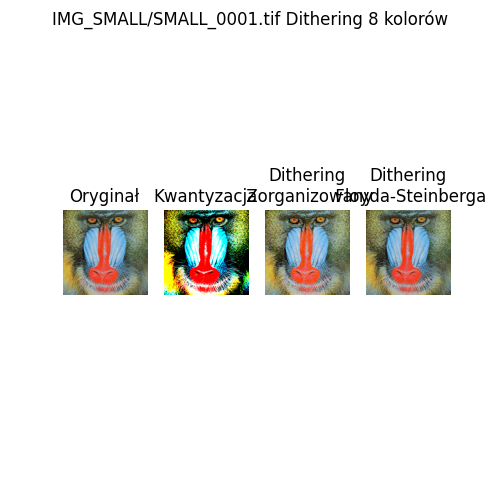 IMG_SMALL/SMALL_0001.tif Dithering 8 kolorów
Oryginał
Kwantyzacja
Dithering
Zorganizowany
Dithering
Floyda-Steinberga